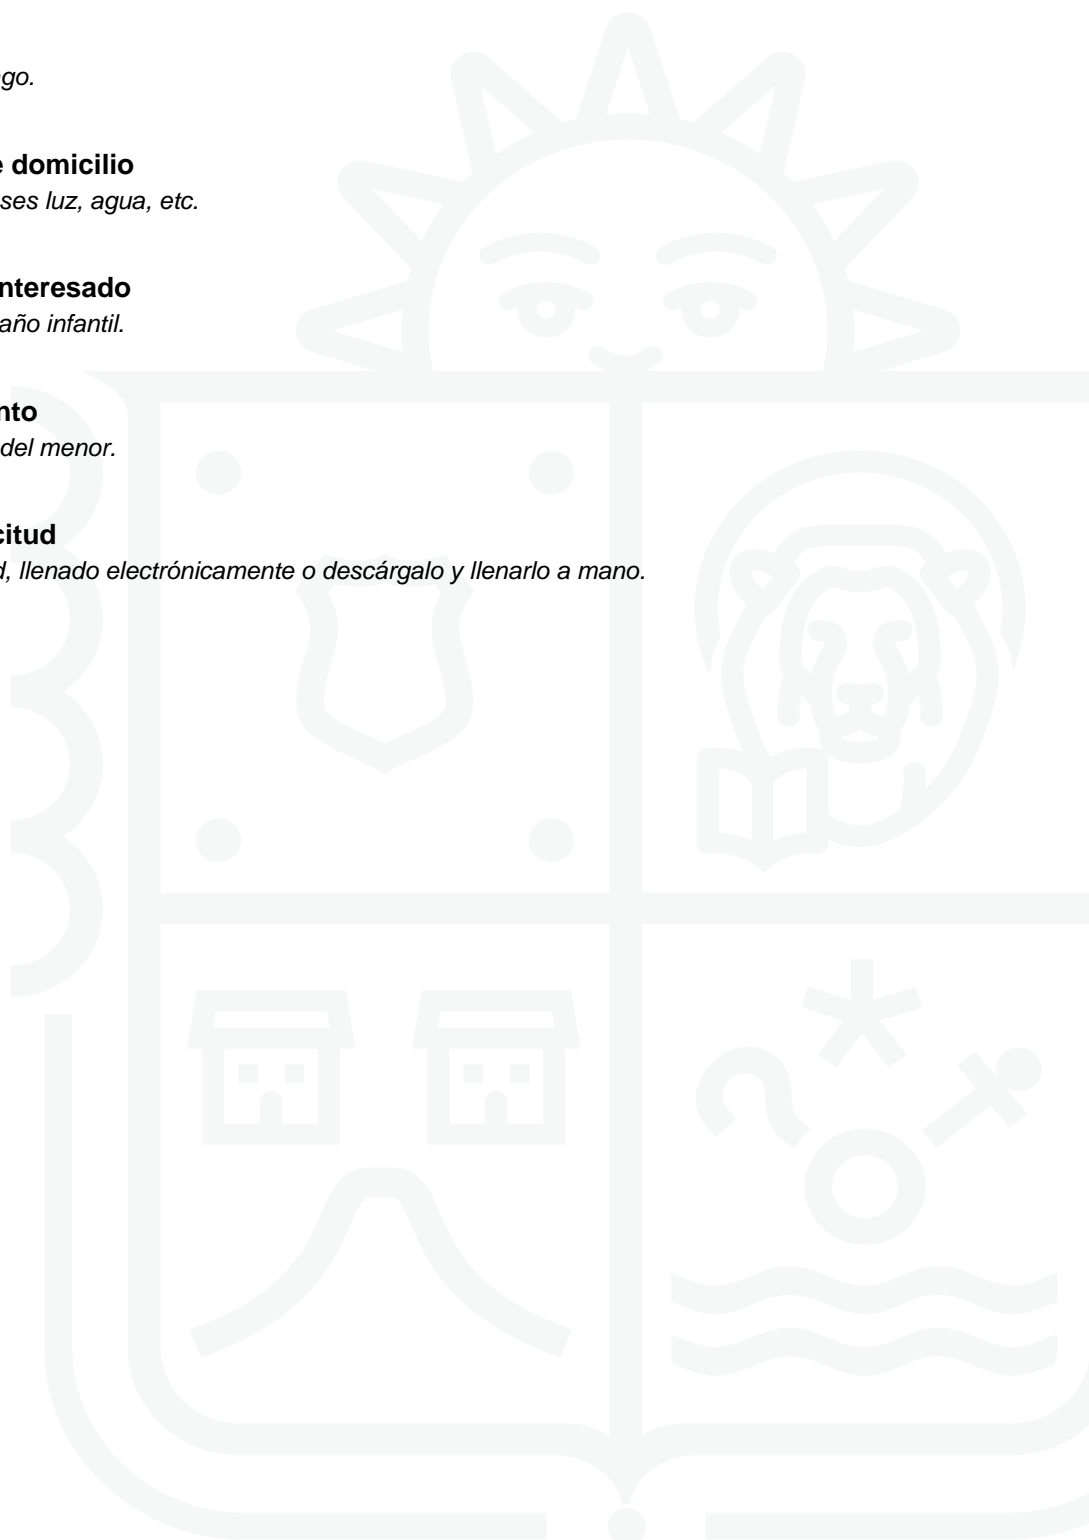 go.
domicilio
ses luz, agua, etc.
nteresado
año infantil.
nto
del menor.
citud
d, llenado electrónicamente o descárgalo y llenarlo a mano.